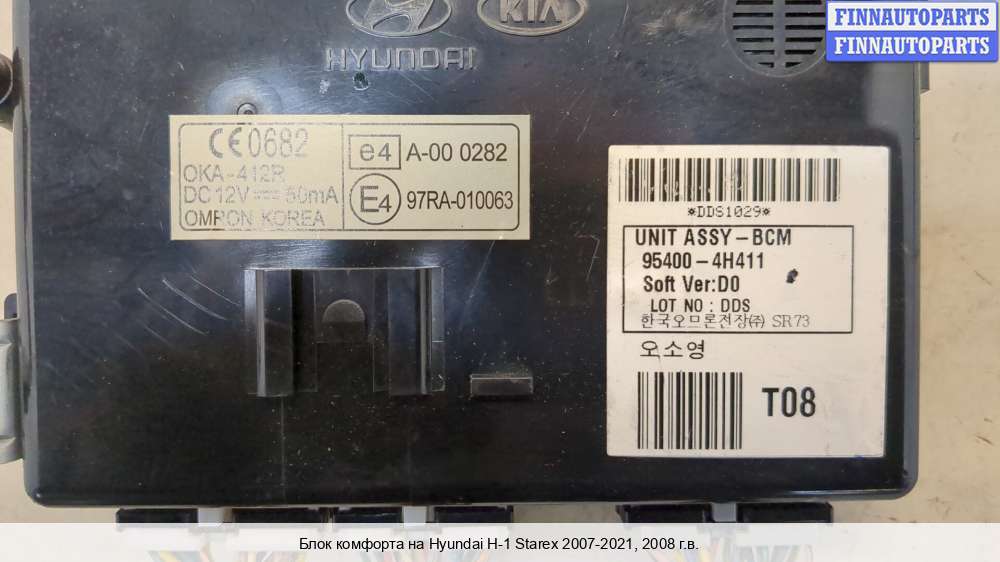 HYUNDAI
KIA
FINNAUTOPARTS
FINNAUTOPARTS
CE0682
OKA-412R
DC 12V 50mA
OMRON KOREA
e4 A-00 0282
E4 97RA-010063
*DDS1029*
UNIT ASSY-BCM
95400-4H411
Soft Ver:D0
LOT NO : DDS
한국오므론전장㈜ SR73
오소영
T08
Блок комфорта на Hyundai H-1 Starex 2007-2021, 2008 г.в.